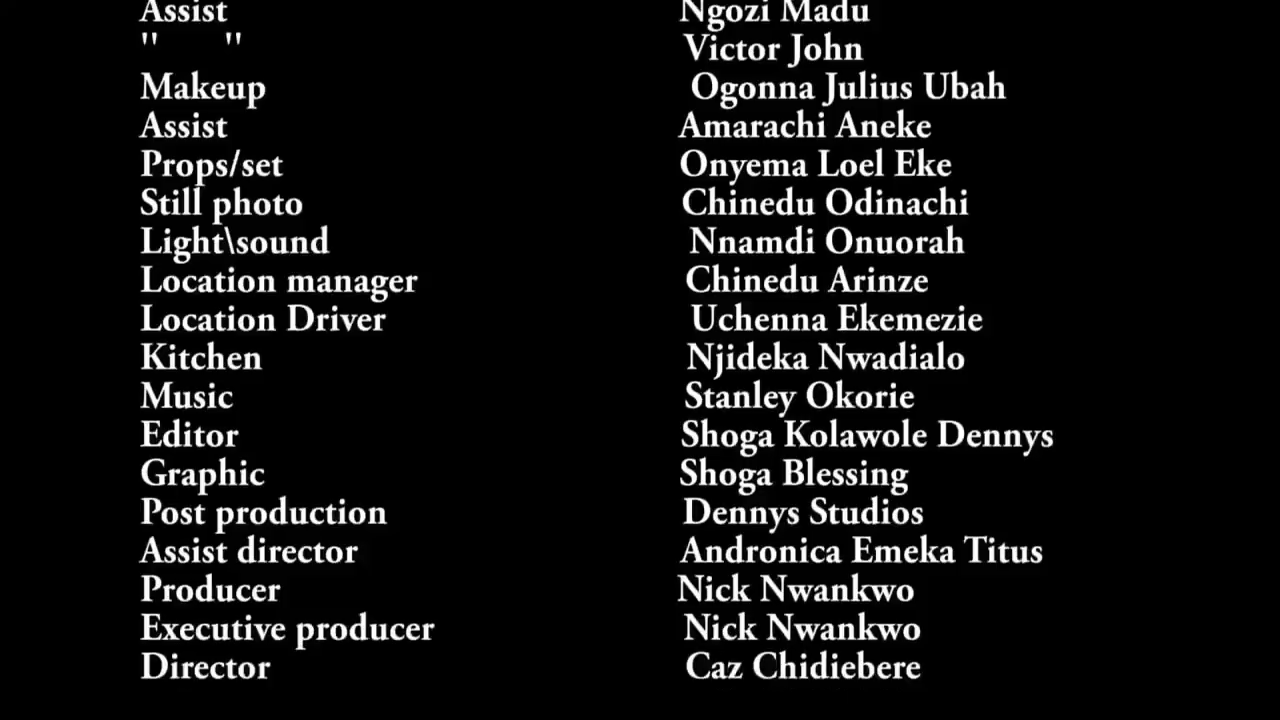 Assist Ngozi Madu
" " Victor John
Makeup Ogonna Julius Ubah
Assist Amarachi Aneke
Props/set Onyema Loel Eke
Still photo Chinedu Odinachi
Light\sound Nnamdi Onuorah
Location manager Chinedu Arinze
Location Driver Uchenna Ekemezie
Kitchen Njideka Nwadialo
Music Stanley Okorie
Editor Shoga Kolawole Dennys
Graphic Shoga Blessing
Post production Dennys Studios
Assist director Andronica Emeka Titus
Producer Nick Nwankwo
Executive producer Nick Nwankwo
Director Caz Chidiebere